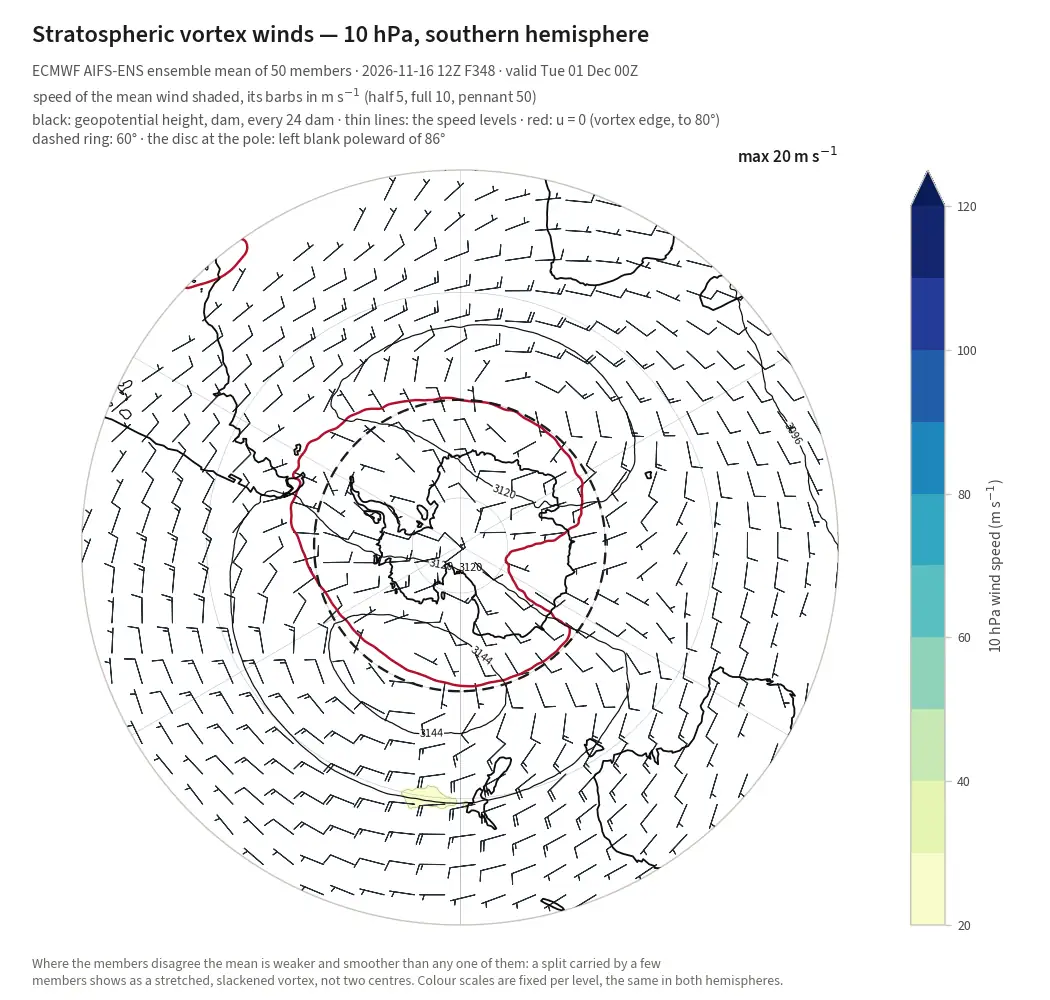 Stratospheric vortex winds — 10 hPa, southern hemisphere
ECMWF AIFS-ENS ensemble mean of 50 members · 2026-11-16 12Z F348 · valid Tue 01 Dec 00Z
speed of the mean wind shaded, its barbs in m s⁻¹ (half 5, full 10, pennant 50)
black: geopotential height, dam, every 24 dam · thin lines: the speed levels · red: u = 0 (vortex edge, to 80°)
dashed ring: 60° · the disc at the pole: left blank poleward of 86°
max 20 m s⁻¹
120
100
80
60
40
20
10 hPa wind speed (m s⁻¹)
3096
3120
3120
3120
3144
3144
Where the members disagree the mean is weaker and smoother than any one of them: a split carried by a few
members shows as a stretched, slackened vortex, not two centres. Colour scales are fixed per level, the same in both hemispheres.